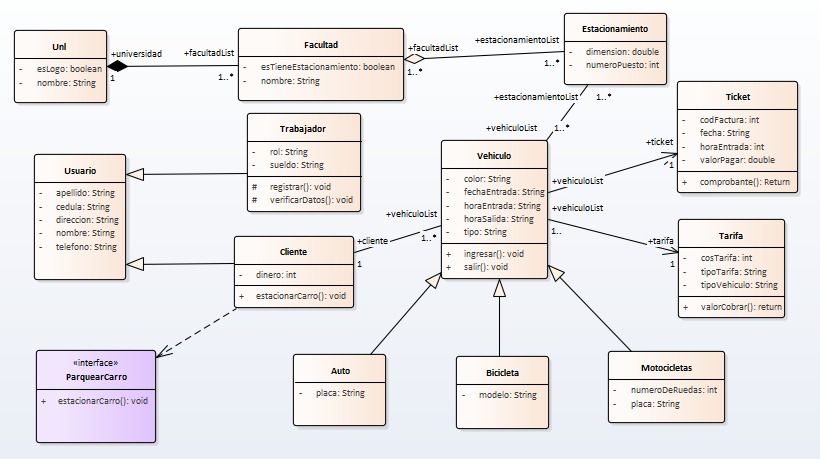 Unl
- esLogo: boolean
- nombre: String
+universidad
1
+facultadList
1..*
Facultad
- esTieneEstacionamiento: boolean
- nombre: String
+facultadList
1..*
+estacionamientoList
1..*
Estacionamiento
- dimension: double
- numeroPuesto: int
+estacionamientoList
1..*
+vehiculoList
1..*
Ticket
- codFactura: int
- fecha: String
- horaEntrada: int
- valorPagar: double
+ comprobante(): Return
Trabajador
- rol: String
- sueldo: String
# registrar(): void
# verificarDatos(): void
Usuario
- apellido: String
- cedula: String
- direccion: String
- nombre: String
- telefono: String
Vehiculo
- color: String
- fechaEntrada: String
- horaEntrada: String
- horaSalida: String
- tipo: String
+ ingresar(): void
+ salir(): void
+ticket
1
+vehiculoList
+vehiculoList
1..
+tarifa
1
Tarifa
- cosTarifa: int
- tipoTarifa: String
- tipoVehiculo: String
+ valorCobrar(): return
+vehiculoList
1..*
+cliente
1
Cliente
- dinero: int
+ estacionarCarro(): void
«interface»
ParquearCarro
+ estacionarCarro(): void
Auto
- placa: String
Bicicleta
- modelo: String
Motocicletas
- numeroDeRuedas: int
- placa: String